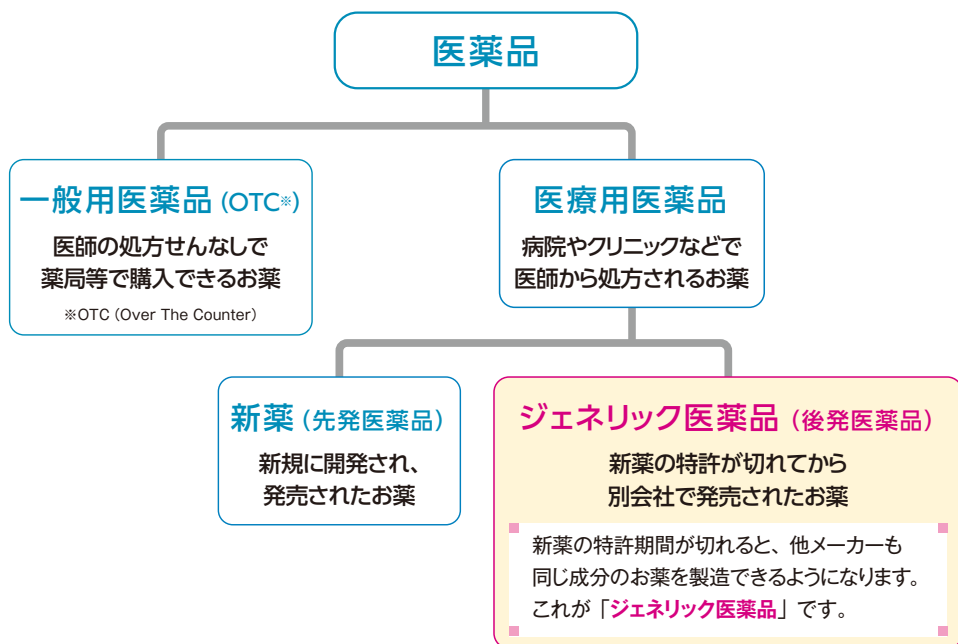 医薬品
一般用医薬品(OTC※)
医師の処方せんなしで
薬局等で購入できるお薬
※OTC(Over The Counter)
医療用医薬品
病院やクリニックなどで
医師から処方されるお薬
新薬(先発医薬品)
新規に開発され、
発売されたお薬
ジェネリック医薬品(後発医薬品)
新薬の特許が切れてから
別会社で発売されたお薬
新薬の特許期間が切れると、他メーカーも
同じ成分のお薬を製造できるようになります。
これが「ジェネリック医薬品」です。